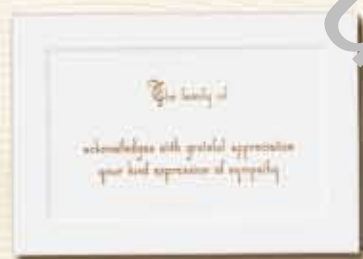 The family of
acknowledges with grateful appreciation
your kind expression of sympathy